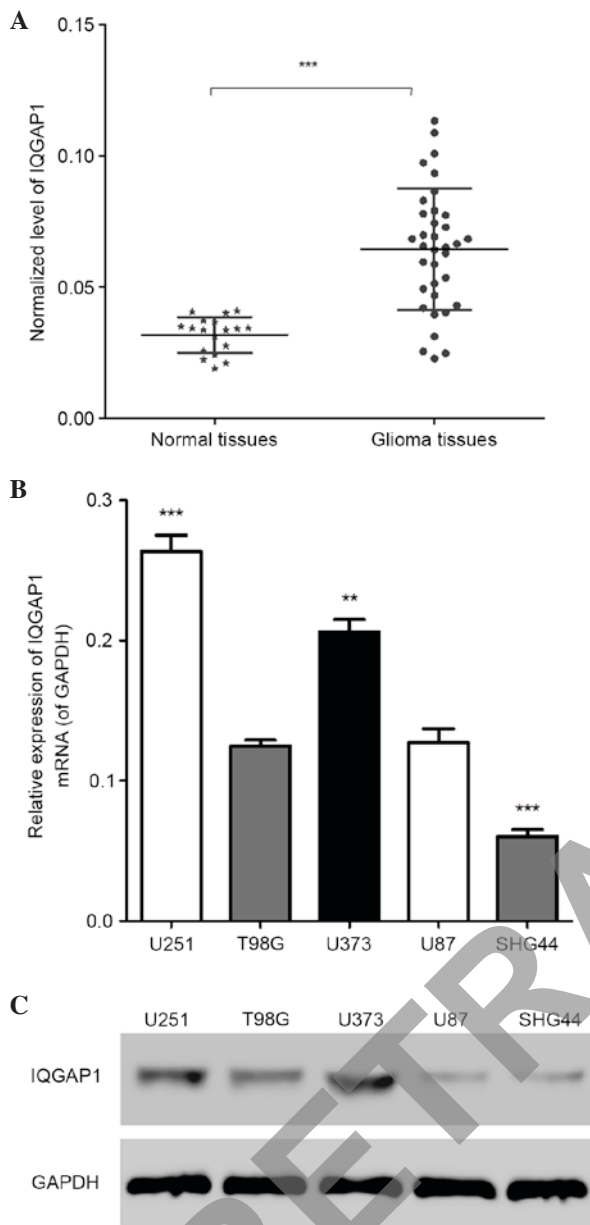 A
0.15
0.10
0.05
0.00
Normalized level of IQGAP1
***
Normal tissues
Glioma tissues
B
0.3
0.2
0.1
0.0
Relative expression of IQGAP1
mRNA (of GAPDH)
***
**
***
U251
T98G
U373
U87
SHG44
C
U251
T98G
U373
U87
SHG44
IQGAP1
GAPDH
RETRA